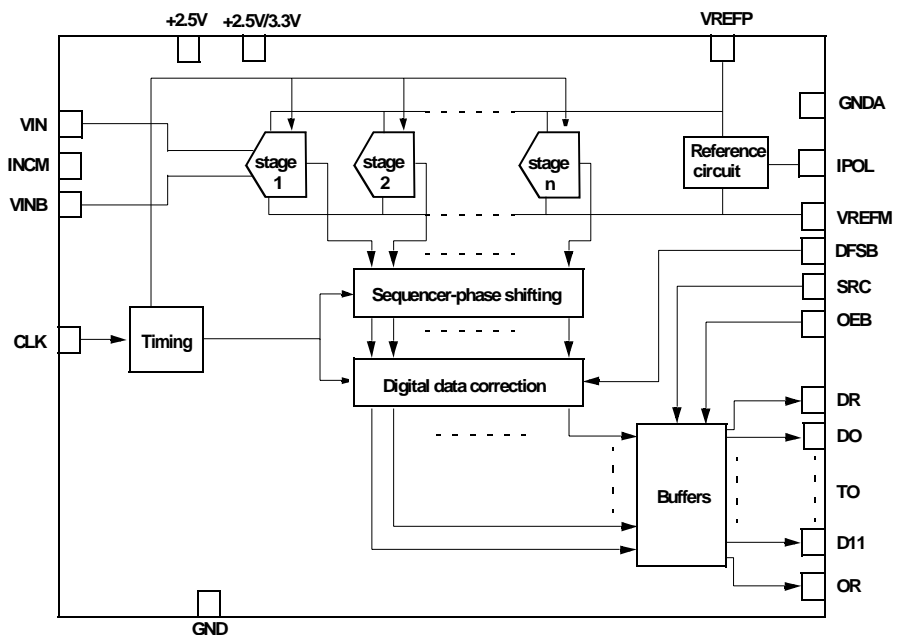 +2.5V
+2.5V/3.3V
VREFP
GNDA
VIN
stage
1
stage
2
stage
n
Reference
circuit
INCM
IPOL
VINB
VREFM
DFSB
Sequencer-phase shifting
SRC
CLK
Timing
OEB
Digital data correction
DR
DO
Buffers
TO
D11
OR
GND